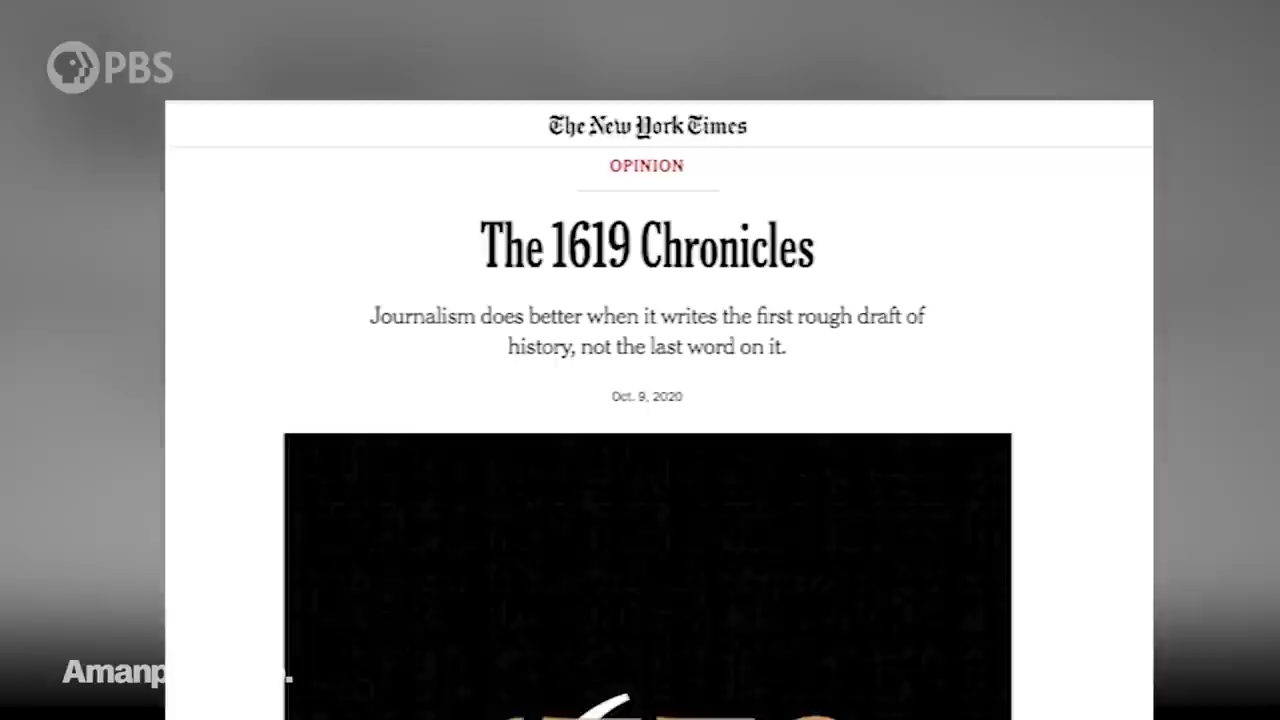 PBS
The New York Times
OPINION
The 1619 Chronicles
Journalism does better when it writes the first rough draft of
history, not the last word on it.
Oct. 9, 2020
Amanp